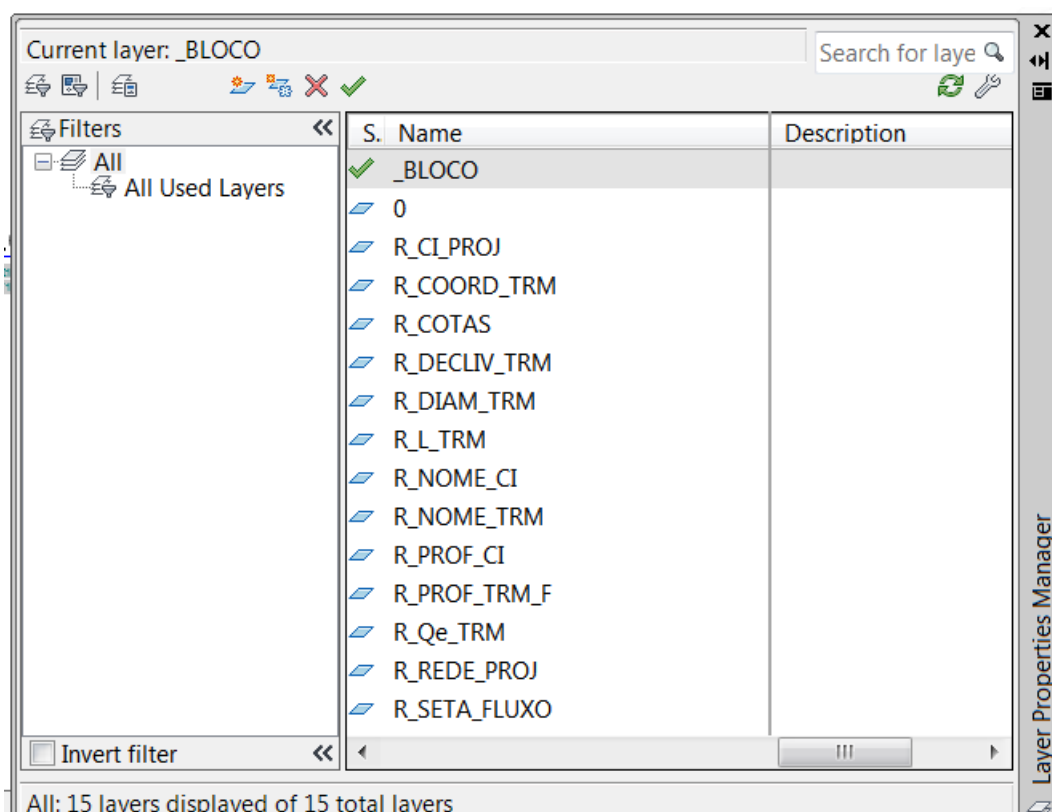 Current layer: _BLOCO
Search for laye
Filters
All
All Used Layers
S. Name Description
_BLOCO
0
R_CI_PROJ
R_COORD_TRM
R_COTAS
R_DECLIV_TRM
R_DIAM_TRM
R_L_TRM
R_NOME_CI
R_NOME_TRM
R_PROF_CI
R_PROF_TRM_F
R_Qe_TRM
R_REDE_PROJ
R_SETA_FLUXO
Invert filter
All: 15 layers displayed of 15 total layers
Layer Properties Manager